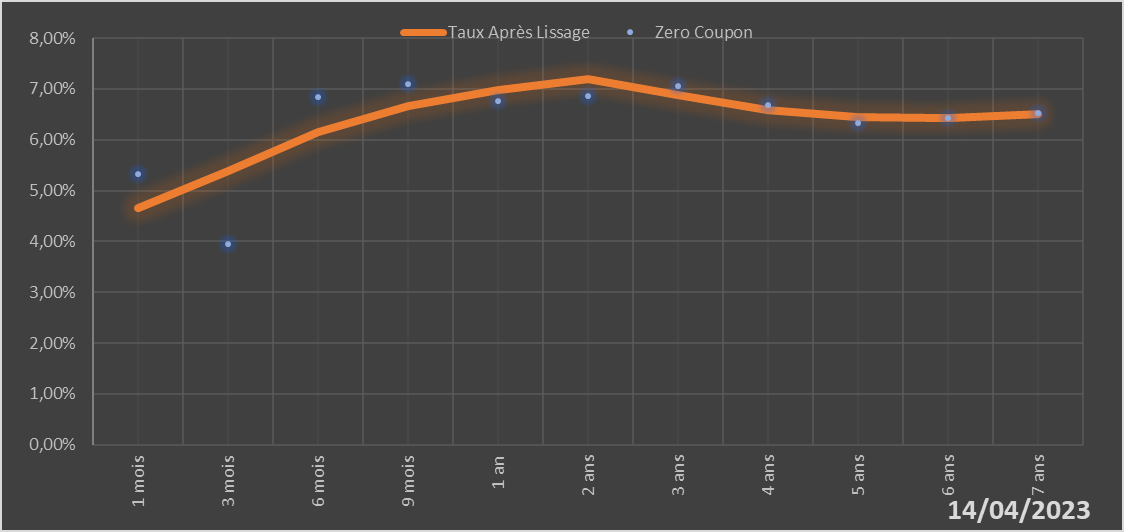 Taux Après Lissage Zero Coupon
8,00%
7,00%
6,00%
5,00%
4,00%
3,00%
2,00%
1,00%
0,00%
1 mois
3 mois
6 mois
9 mois
1 an
2 ans
3 ans
4 ans
5 ans
6 ans
7 ans
14/04/2023